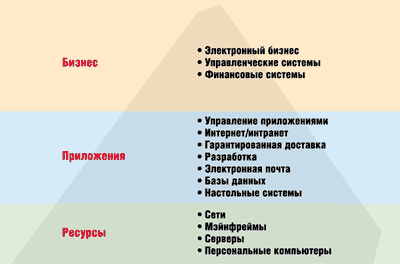 Бизнес
• Электронный бизнес
• Управленческие системы
• Финансовые системы
Приложения
• Управление приложениями
• Интернет/интранет
• Гарантированная доставка
• Разработка
• Электронная почта
• Базы данных
• Настольные системы
Ресурсы
• Сети
• Мэйнфреймы
• Серверы
• Персональные компьютеры